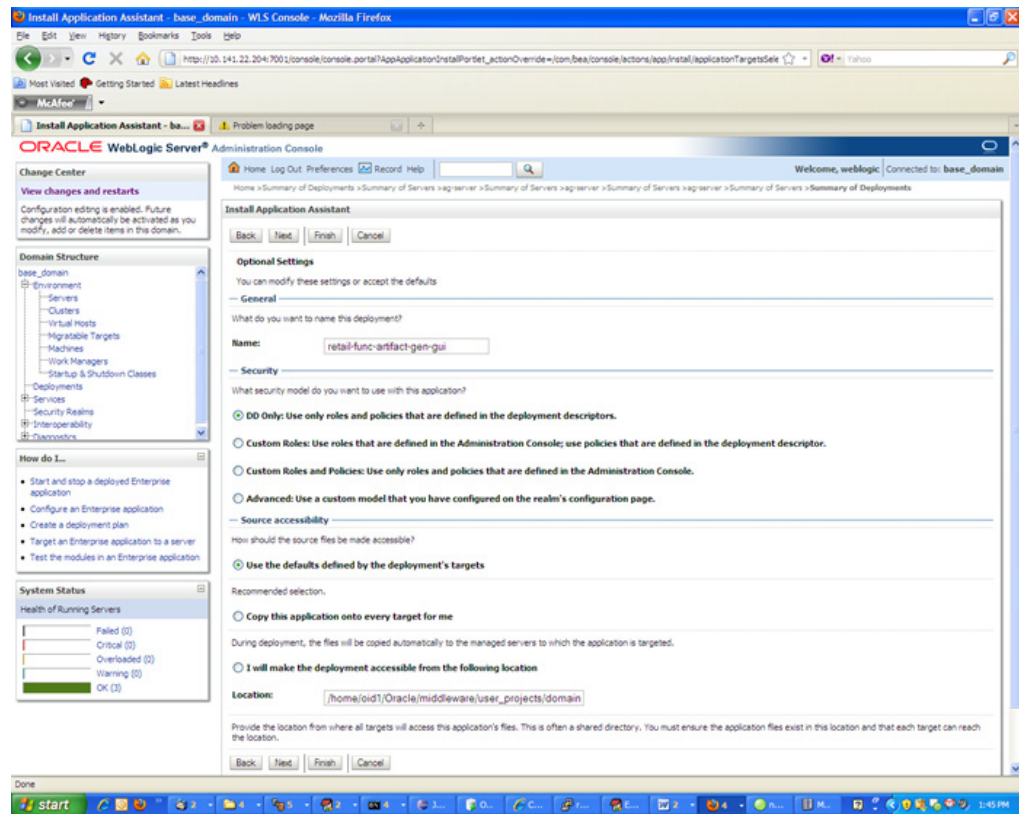 Install Application Assistant - base_domain - WLS Console - Mozilla Firefox
File Edit View History Bookmarks Tools Help
http://10.141.22.204:7001/console/console.portal?AppApplicationInstallPortlet_actionOverride=/com/bea/console/actions/app/install/applicationTargetsSele
Yahoo
Most Visited Getting Started Latest Headlines
McAfee
Install Application Assistant - ba...
Problem loading page
ORACLE WebLogic Server® Administration Console
Change Center
View changes and restarts
Configuration editing is enabled. Future
changes will automatically be activated as you
modify, add or delete items in this domain.
Domain Structure
base_domain
Environment
Servers
Clusters
Virtual Hosts
Migratable Targets
Machines
Work Managers
Startup & Shutdown Classes
Deployments
Services
Security Realms
Interoperability
Diagnostics
How do I...
Start and stop a deployed Enterprise
application
Configure an Enterprise application
Create a deployment plan
Target an Enterprise application to a server
Test the modules in an Enterprise application
System Status
Health of Running Servers
Failed (0)
Critical (0)
Overloaded (0)
Warning (0)
OK (3)
Home Log Out Preferences Record Help
Welcome, weblogic Connected to: base_domain
Home >Summary of Deployments >Summary of Servers >ag-server >Summary of Servers >ag-server >Summary of Servers >ag-server >Summary of Servers >Summary of Deployments
Install Application Assistant
Back Next Finish Cancel
Optional Settings
You can modify these settings or accept the defaults
General
What do you want to name this deployment?
Name: retail-func-artifact-gen-gui
Security
What security model do you want to use with this application?
DD Only: Use only roles and policies that are defined in the deployment descriptors.
Custom Roles: Use roles that are defined in the Administration Console; use policies that are defined in the deployment descriptor.
Custom Roles and Policies: Use only roles and policies that are defined in the Administration Console.
Advanced: Use a custom model that you have configured on the realm's configuration page.
Source accessibility
How should the source files be made accessible?
Use the defaults defined by the deployment's targets
Recommended selection.
Copy this application onto every target for me
During deployment, the files will be copied automatically to the managed servers to which the application is targeted.
I will make the deployment accessible from the following location
Location: /home/oid1/Oracle/middleware/user_projects/domain
Provide the location from where all targets will access this application's files. This is often a shared directory. You must ensure the application files exist in this location and that each target can reach
the location.
Back Next Finish Cancel
Done
start
1:45 PM